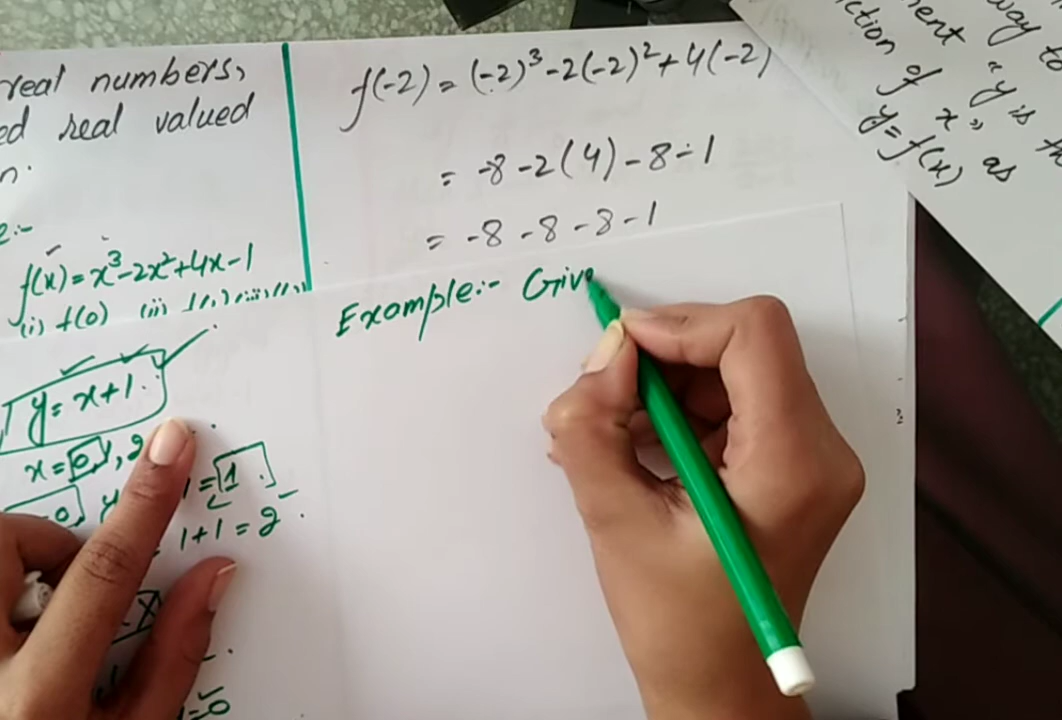 real numbers,
ed real valued
n.
e:-
f(x)=x³-2x²+4x-1
(i) f(0) (ii)
y=x+1
x=0,
=1
1+1=2
f(-2)=(-2)³-2(-2)²+4(-2)
= -8-2(4)-8-1
= -8-8-8-1
Example:- Give
way to
ent "y is th
ction of x" as
y=f(x)